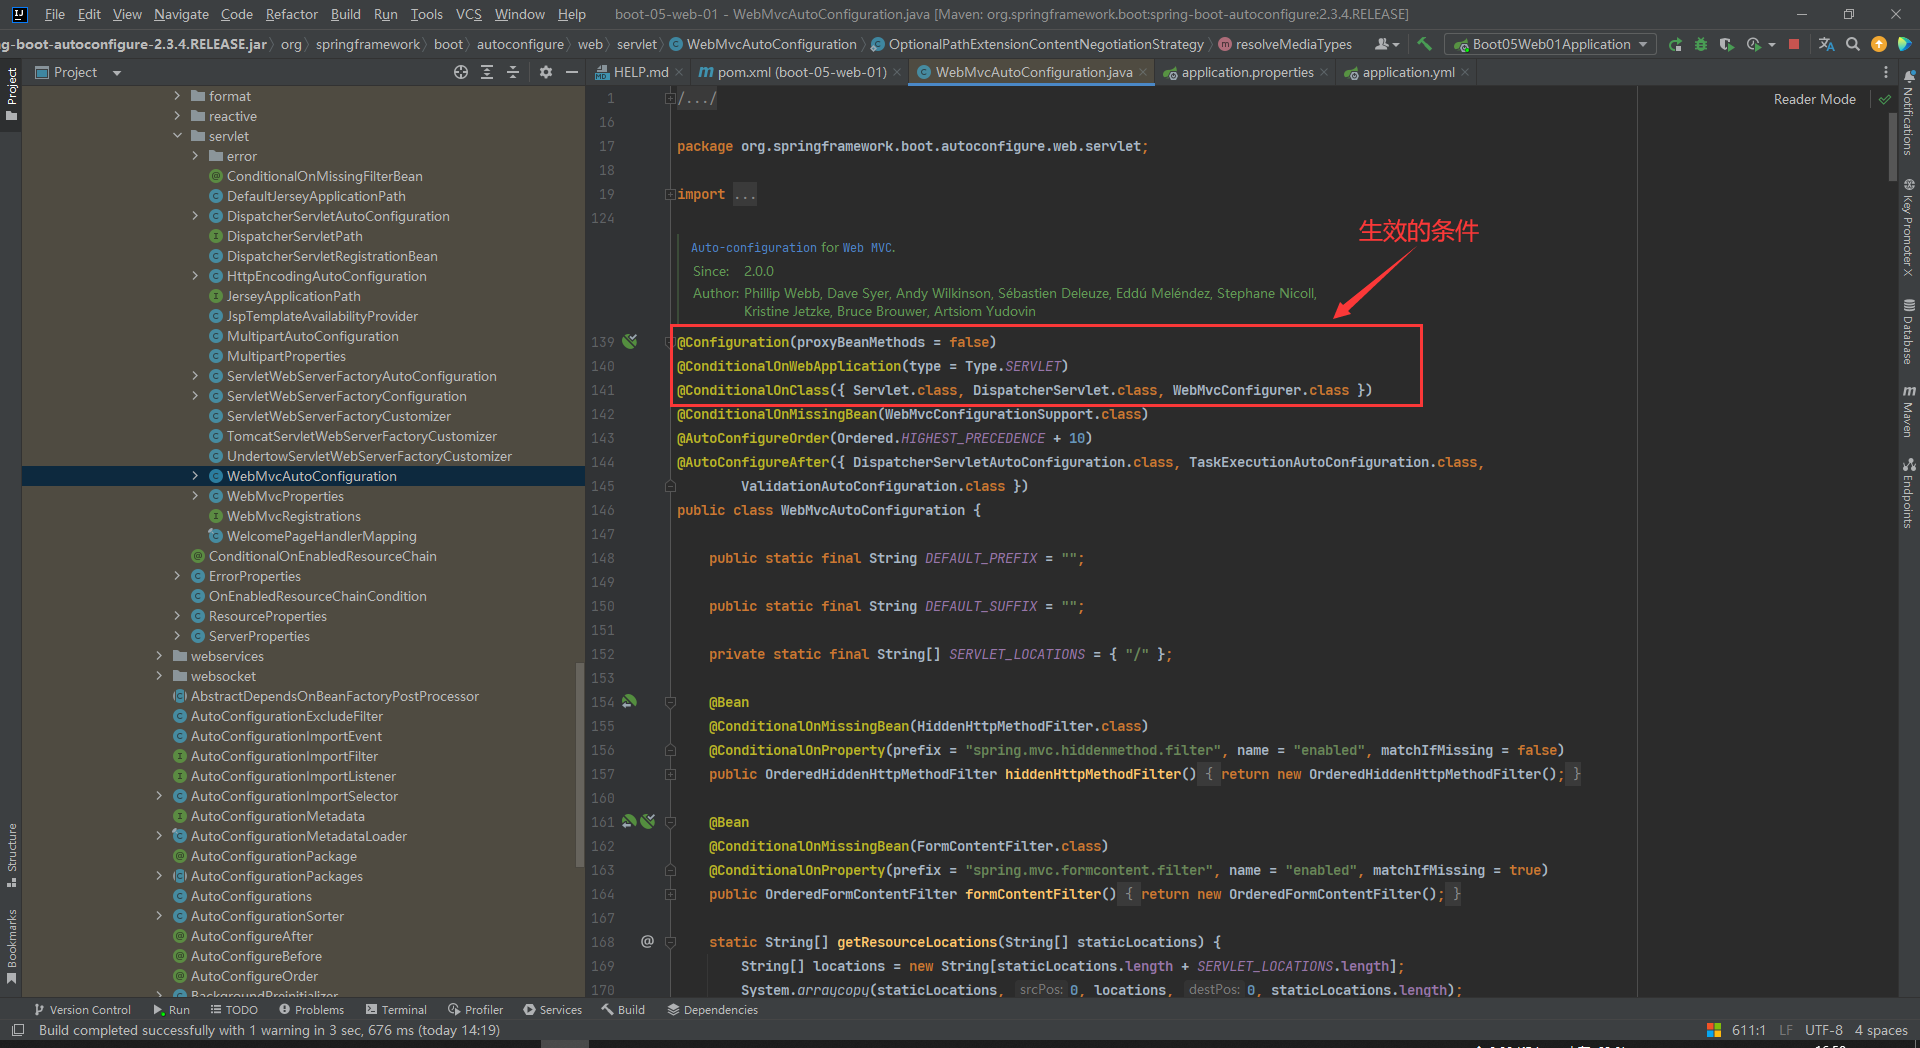 File Edit View Navigate Code Refactor Build Run Tools VCS Window Help boot-05-web-01 - WebMvcAutoConfiguration.java [Maven: org.springframework.boot:spring-boot-autoconfigure:2.3.4.RELEASE]
g-boot-autoconfigure-2.3.4.RELEASE.jar org springframework boot autoconfigure web servlet WebMvcAutoConfiguration OptionalPathExtensionContentNegotiationStrategy resolveMediaTypes Boot05Web01Application
Project HELP.md pom.xml (boot-05-web-01) WebMvcAutoConfiguration.java application.properties application.yml
Project
Structure
Bookmarks
format
reactive
servlet
error
ConditionalOnMissingFilterBean
DefaultJerseyApplicationPath
DispatcherServletAutoConfiguration
DispatcherServletPath
DispatcherServletRegistrationBean
HttpEncodingAutoConfiguration
JerseyApplicationPath
JspTemplateAvailabilityProvider
MultipartAutoConfiguration
MultipartProperties
ServletWebServerFactoryAutoConfiguration
ServletWebServerFactoryConfiguration
ServletWebServerFactoryCustomizer
TomcatServletWebServerFactoryCustomizer
UndertowServletWebServerFactoryCustomizer
WebMvcAutoConfiguration
WebMvcProperties
WebMvcRegistrations
WelcomePageHandlerMapping
ConditionalOnEnabledResourceChain
ErrorProperties
OnEnabledResourceChainCondition
ResourceProperties
ServerProperties
webservices
websocket
AbstractDependsOnBeanFactoryPostProcessor
AutoConfigurationExcludeFilter
AutoConfigurationImportEvent
AutoConfigurationImportFilter
AutoConfigurationImportListener
AutoConfigurationImportSelector
AutoConfigurationMetadata
AutoConfigurationMetadataLoader
AutoConfigurationPackage
AutoConfigurationPackages
AutoConfigurations
AutoConfigurationSorter
AutoConfigureAfter
AutoConfigureBefore
AutoConfigureOrder
BackgroundPreinitializer
1 /.../
Reader Mode
16
17 package org.springframework.boot.autoconfigure.web.servlet;
18
19 import ...
124
生效的条件
Auto-configuration for Web MVC.
Since: 2.0.0
Author: Phillip Webb, Dave Syer, Andy Wilkinson, Sébastien Deleuze, Eddú Meléndez, Stephane Nicoll,
Kristine Jetzke, Bruce Brouwer, Artsiom Yudovin
139 @Configuration(proxyBeanMethods = false)
140 @ConditionalOnWebApplication(type = Type.SERVLET)
141 @ConditionalOnClass({ Servlet.class, DispatcherServlet.class, WebMvcConfigurer.class })
142 @ConditionalOnMissingBean(WebMvcConfigurationSupport.class)
143 @AutoConfigureOrder(Ordered.HIGHEST_PRECEDENCE + 10)
144 @AutoConfigureAfter({ DispatcherServletAutoConfiguration.class, TaskExecutionAutoConfiguration.class,
145 ValidationAutoConfiguration.class })
146 public class WebMvcAutoConfiguration {
147
148 public static final String DEFAULT_PREFIX = "";
149
150 public static final String DEFAULT_SUFFIX = "";
151
152 private static final String[] SERVLET_LOCATIONS = { "/" };
153
154 @Bean
155 @ConditionalOnMissingBean(HiddenHttpMethodFilter.class)
156 @ConditionalOnProperty(prefix = "spring.mvc.hiddenmethod.filter", name = "enabled", matchIfMissing = false)
157 public OrderedHiddenHttpMethodFilter hiddenHttpMethodFilter() { return new OrderedHiddenHttpMethodFilter(); }
160
161 @Bean
162 @ConditionalOnMissingBean(FormContentFilter.class)
163 @ConditionalOnProperty(prefix = "spring.mvc.formcontent.filter", name = "enabled", matchIfMissing = true)
164 public OrderedFormContentFilter formContentFilter() { return new OrderedFormContentFilter(); }
167
168 static String[] getResourceLocations(String[] staticLocations) {
169 String[] locations = new String[staticLocations.length + SERVLET_LOCATIONS.length];
170 System.arraycopy(staticLocations, srcPos: 0, locations, destPos: 0, staticLocations.length);
Notifications
Key Promoter X
Database
Maven
Endpoints
Version Control Run TODO Problems Terminal Profiler Services Build Dependencies
Build completed successfully with 1 warning in 3 sec, 676 ms (today 14:19) 611:1 LF UTF-8 4 spaces